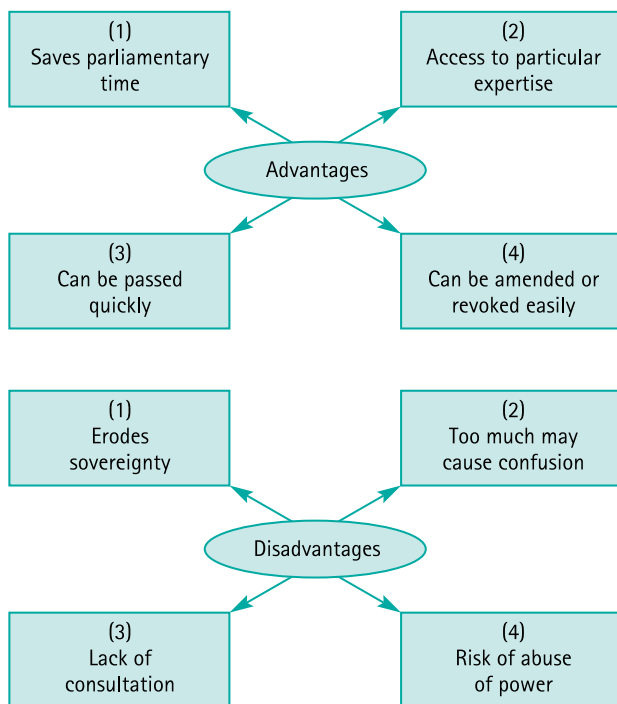 (1)
Saves parliamentary
time
(2)
Access to particular
expertise
Advantages
(3)
Can be passed
quickly
(4)
Can be amended or
revoked easily
(1)
Erodes
sovereignty
(2)
Too much may
cause confusion
Disadvantages
(3)
Lack of
consultation
(4)
Risk of abuse
of power